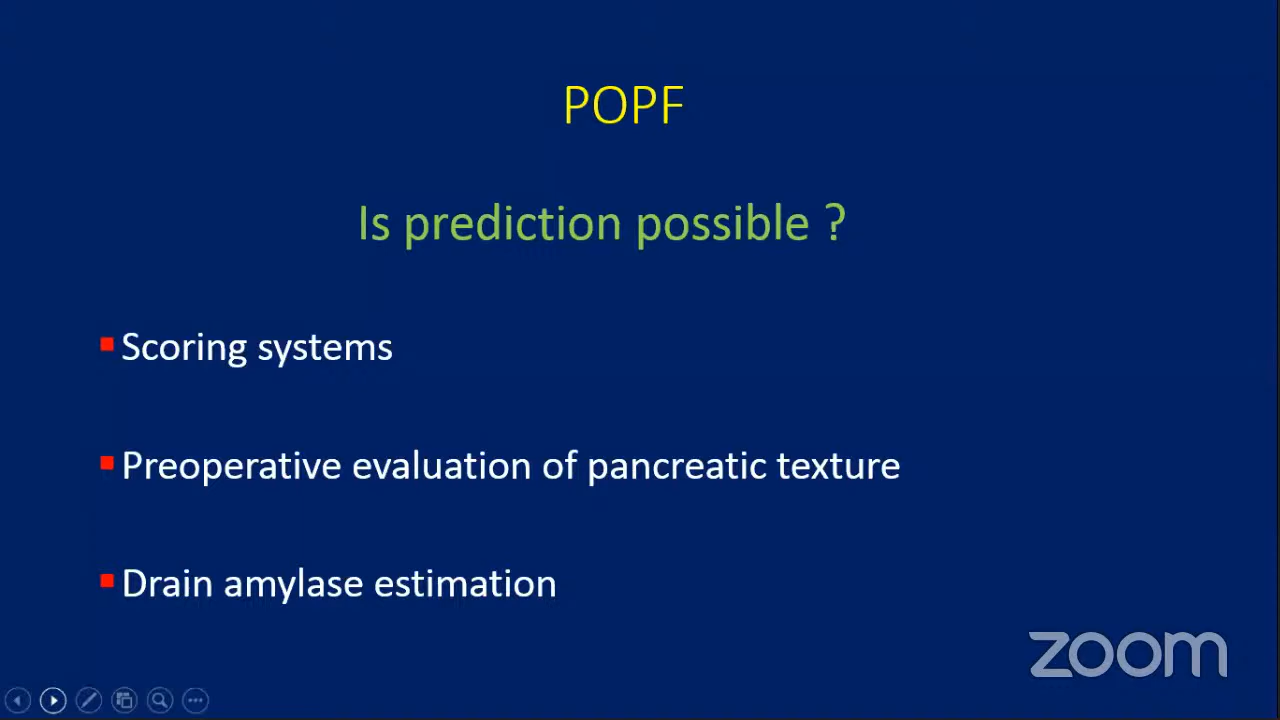 POPF
Is prediction possible ?
Scoring systems
Preoperative evaluation of pancreatic texture
Drain amylase estimation
zoom